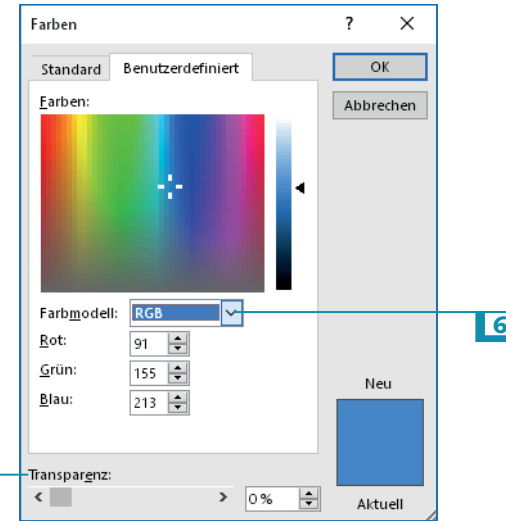 Farben ?
Standard Benutzerdefiniert
OK
Abbrechen
Farben:
Farbmodell: RGB
6
Rot: 91
Grün: 155
Blau: 213
Neu
Transparenz:
0 %
Aktuell